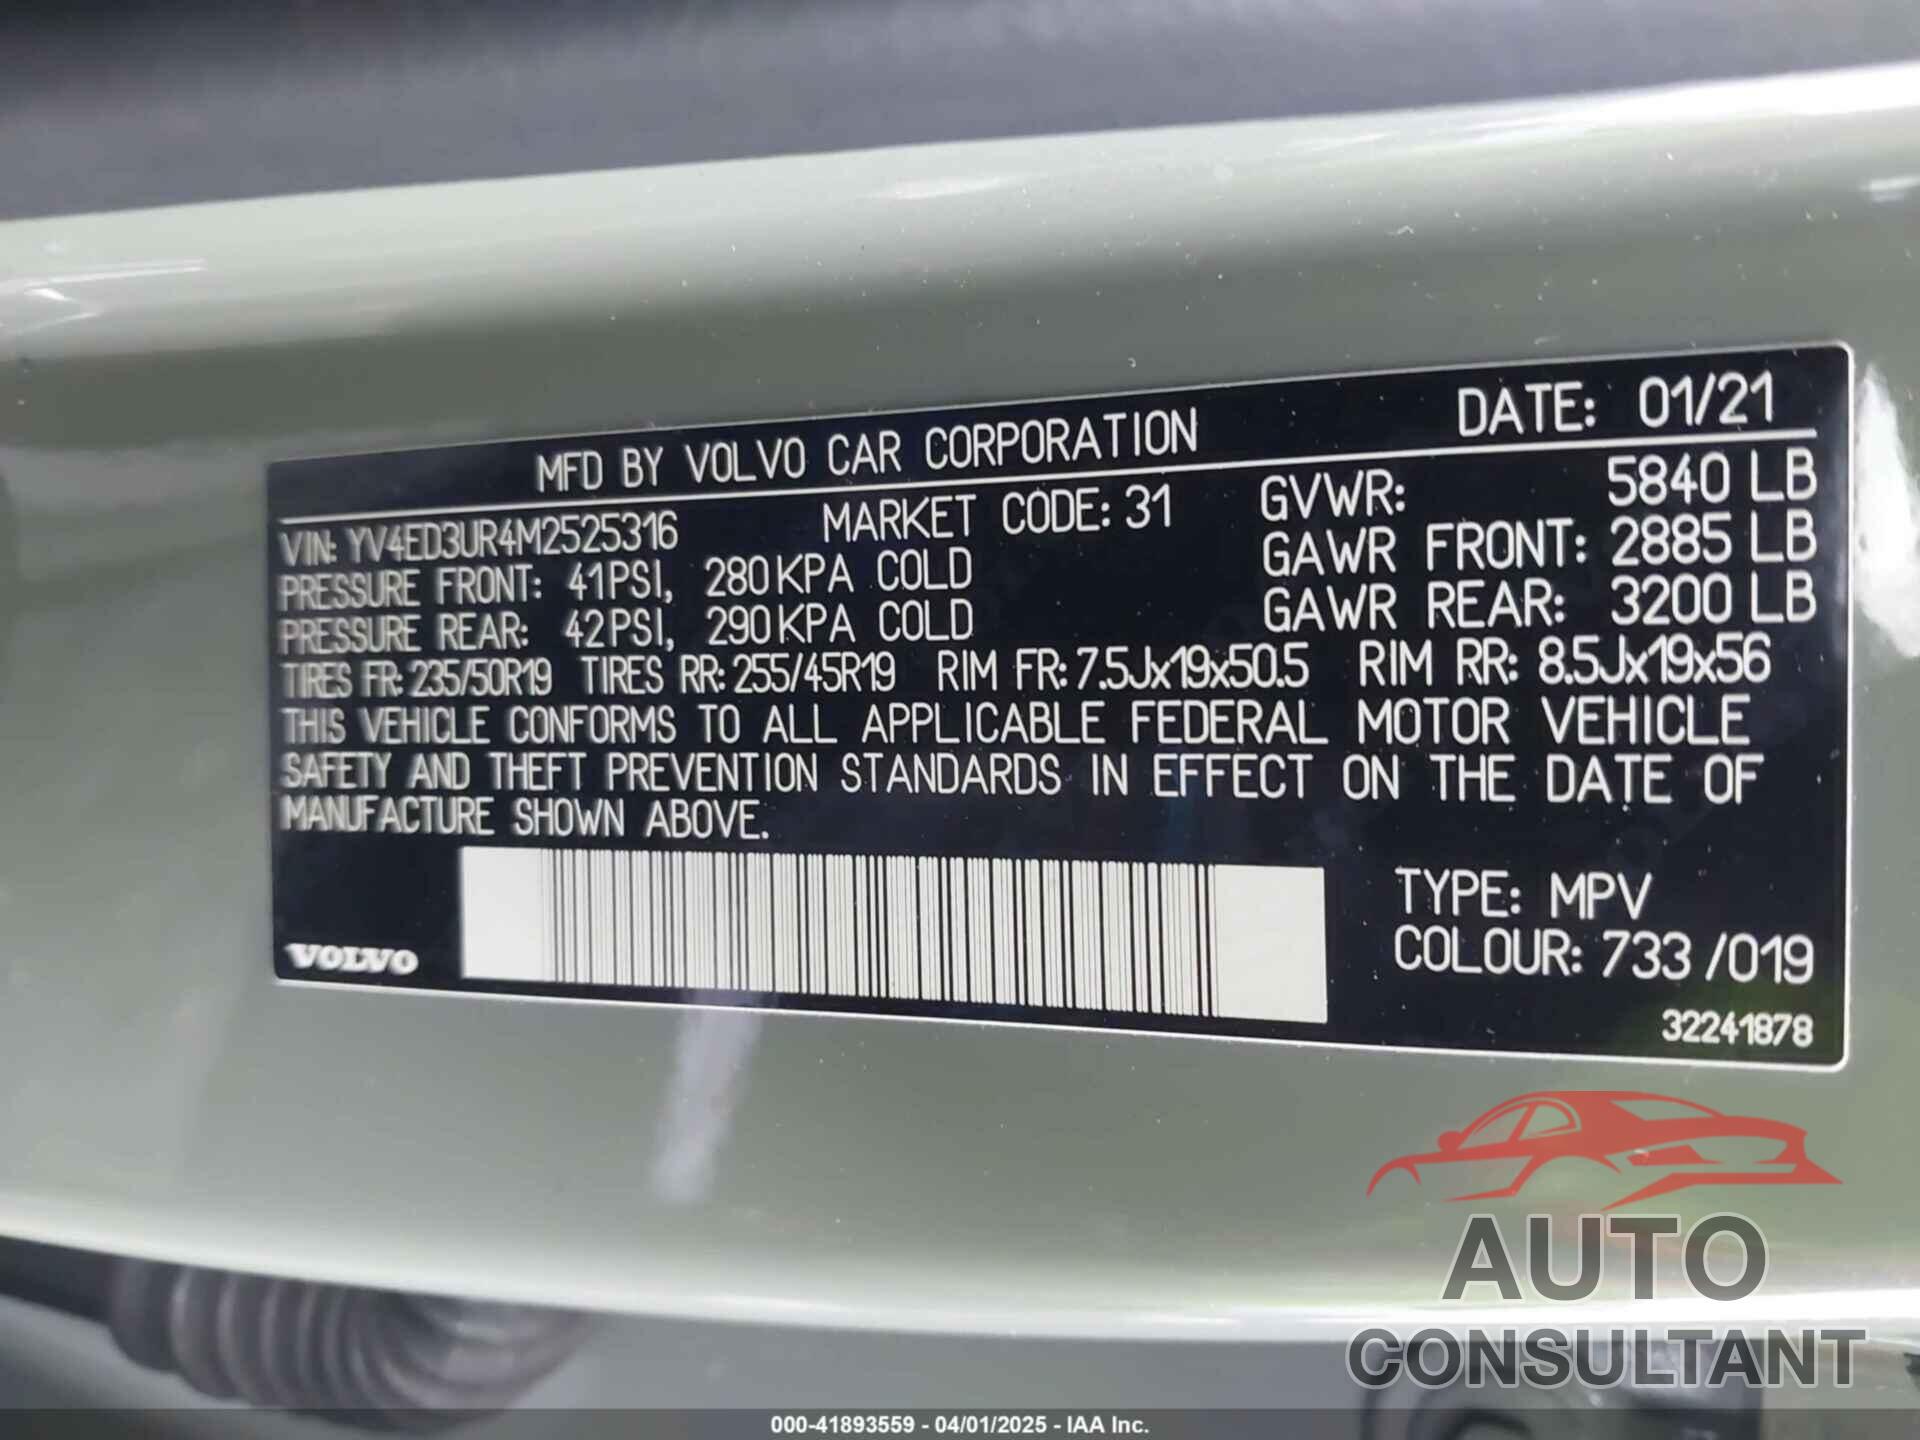 MFD BY VOLVO CAR CORPORATION DATE: 01/21
VIN: YV4ED3UR4M2525316 MARKET CODE: 31 GVWR: 5840 LB
PRESSURE FRONT: 41PSI, 280KPA COLD GAWR FRONT: 2885 LB
PRESSURE REAR: 42PSI, 290KPA COLD GAWR REAR: 3200 LB
TIRES FR: 235/50R19 TIRES RR: 255/45R19 RIM FR: 7.5Jx19x50.5 RIM RR: 8.5Jx19x56
THIS VEHICLE CONFORMS TO ALL APPLICABLE FEDERAL MOTOR VEHICLE
SAFETY AND THEFT PREVENTION STANDARDS IN EFFECT ON THE DATE OF
MANUFACTURE SHOWN ABOVE.
TYPE: MPV
VOLVO COLOUR: 733 /019
32241878
AUTO
CONSULTANT
000-41893559 - 04/01/2025 - IAA Inc.